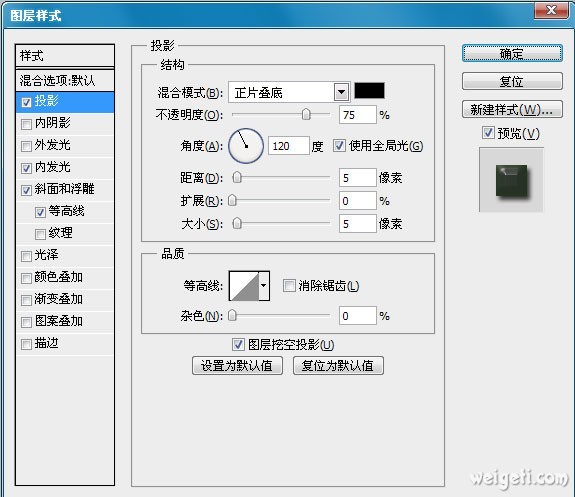 图层样式
样式
混合选项:默认
投影
内阴影
外发光
内发光
斜面和浮雕
等高线
纹理
光泽
颜色叠加
渐变叠加
图案叠加
描边
投影
结构
混合模式(B): 正片叠底
不透明度(O): 75 %
角度(A): 120 度 使用全局光(G)
距离(D): 5 像素
扩展(R): 0 %
大小(S): 5 像素
品质
等高线: 消除锯齿(L)
杂色(N): 0 %
图层挖空投影(U)
设置为默认值 复位为默认值
确定
复位
新建样式(W)...
预览(V)
weigeti.com